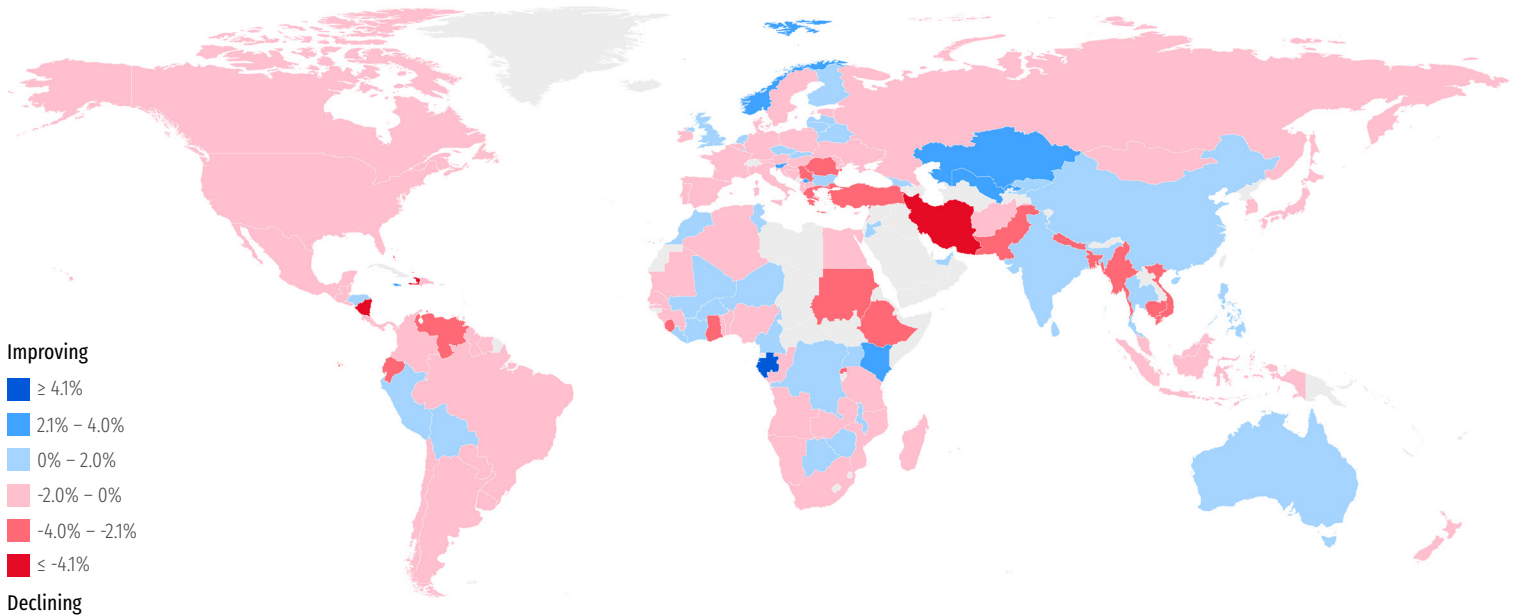 Improving
≥ 4.1%
2.1% – 4.0%
0% – 2.0%
-2.0% – 0%
-4.0% – -2.1%
≤ -4.1%
Declining